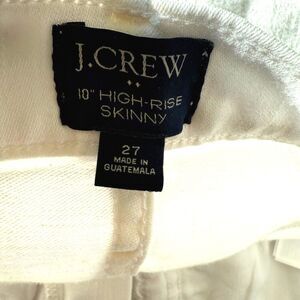 J.CREW
10" HIGH-RISE
SKINNY
27
MADE IN
GUATEMALA